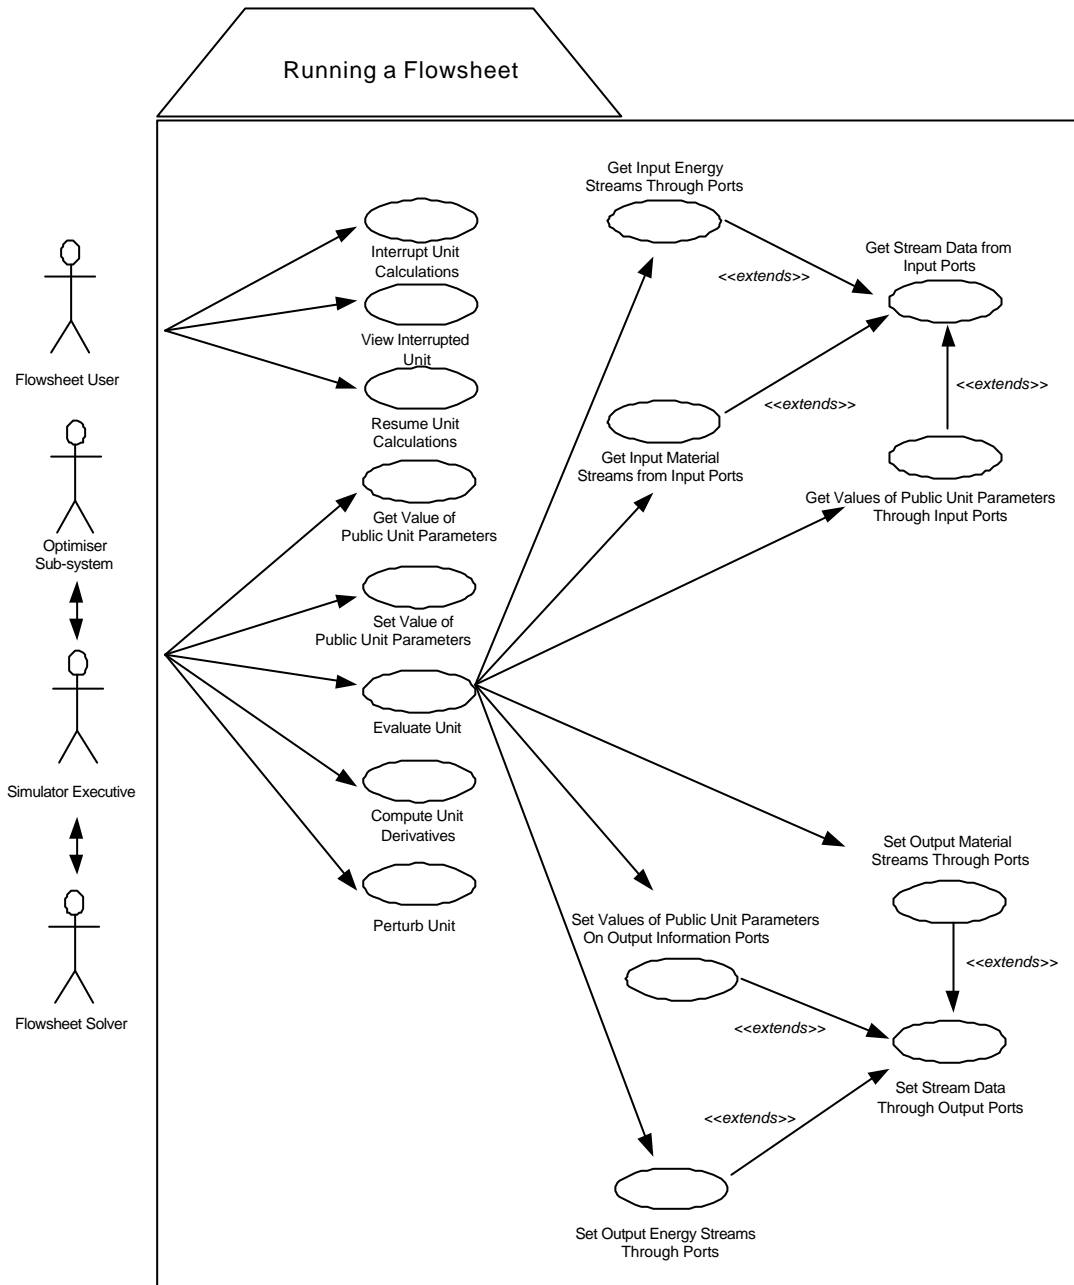 Running a Flowsheet
Flowsheet User
Optimiser
Sub-system
Simulator Executive
Flowsheet Solver
Interrupt Unit
Calculations
View Interrupted
Unit
Resume Unit
Calculations
Get Value of
Public Unit Parameters
Set Value of
Public Unit Parameters
Evaluate Unit
Compute Unit
Derivatives
Perturb Unit
Get Input Energy
Streams Through Ports
<<extends>>
Get Stream Data from
Input Ports
<<extends>>
<<extends>>
Get Input Material
Streams from Input Ports
Get Values of Public Unit Parameters
Through Input Ports
Set Output Material
Streams Through Ports
Set Values of Public Unit Parameters
On Output Information Ports
<<extends>>
<<extends>>
Set Stream Data
Through Output Ports
<<extends>>
Set Output Energy Streams
Through Ports